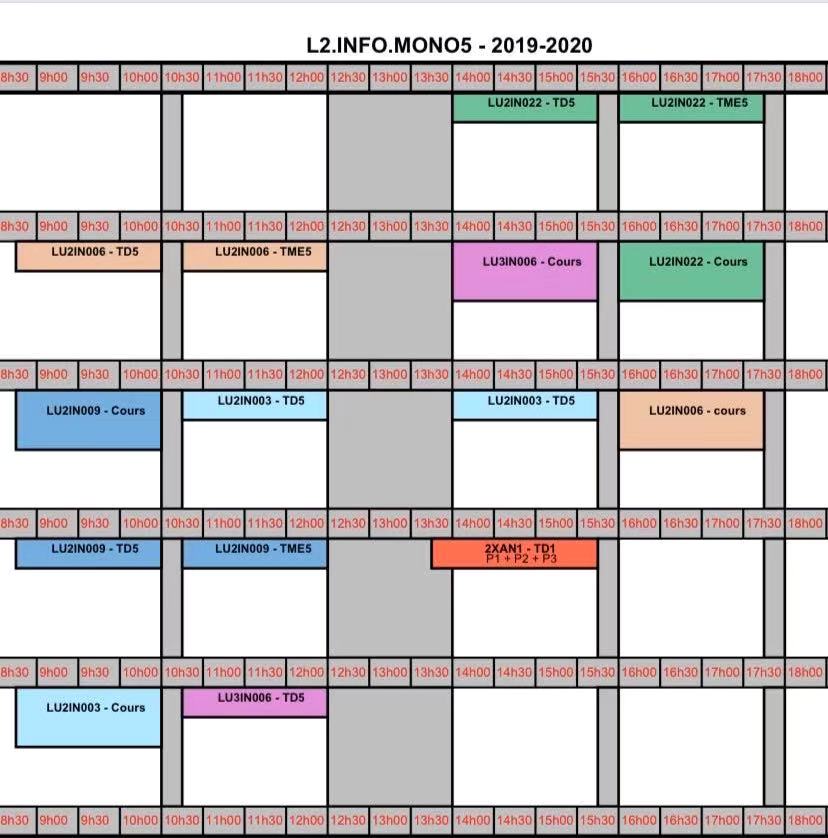 L2.INFO.MONO5 - 2019-2020
8h30 9h00 9h30 10h00 10h30 11h00 11h30 12h00 12h30 13h00 13h30 14h00 14h30 15h00 15h30 16h00 16h30 17h00 17h30 18h00
LU2IN022 - TD5 LU2IN022 - TME5
8h30 9h00 9h30 10h00 10h30 11h00 11h30 12h00 12h30 13h00 13h30 14h00 14h30 15h00 15h30 16h00 16h30 17h00 17h30 18h00
LU2IN006 - TD5 LU2IN006 - TME5 LU3IN006 - Cours LU2IN022 - Cours
8h30 9h00 9h30 10h00 10h30 11h00 11h30 12h00 12h30 13h00 13h30 14h00 14h30 15h00 15h30 16h00 16h30 17h00 17h30 18h00
LU2IN009 - Cours LU2IN003 - TD5 LU2IN003 - TD5 LU2IN006 - cours
8h30 9h00 9h30 10h00 10h30 11h00 11h30 12h00 12h30 13h00 13h30 14h00 14h30 15h00 15h30 16h00 16h30 17h00 17h30 18h00
LU2IN009 - TD5 LU2IN009 - TME5 2XAN1 - TD1
P1 + P2 + P3
8h30 9h00 9h30 10h00 10h30 11h00 11h30 12h00 12h30 13h00 13h30 14h00 14h30 15h00 15h30 16h00 16h30 17h00 17h30 18h00
LU2IN003 - Cours LU3IN006 - TD5
8h30 9h00 9h30 10h00 10h30 11h00 11h30 12h00 12h30 13h00 13h30 14h00 14h30 15h00 15h30 16h00 16h30 17h00 17h30 18h00